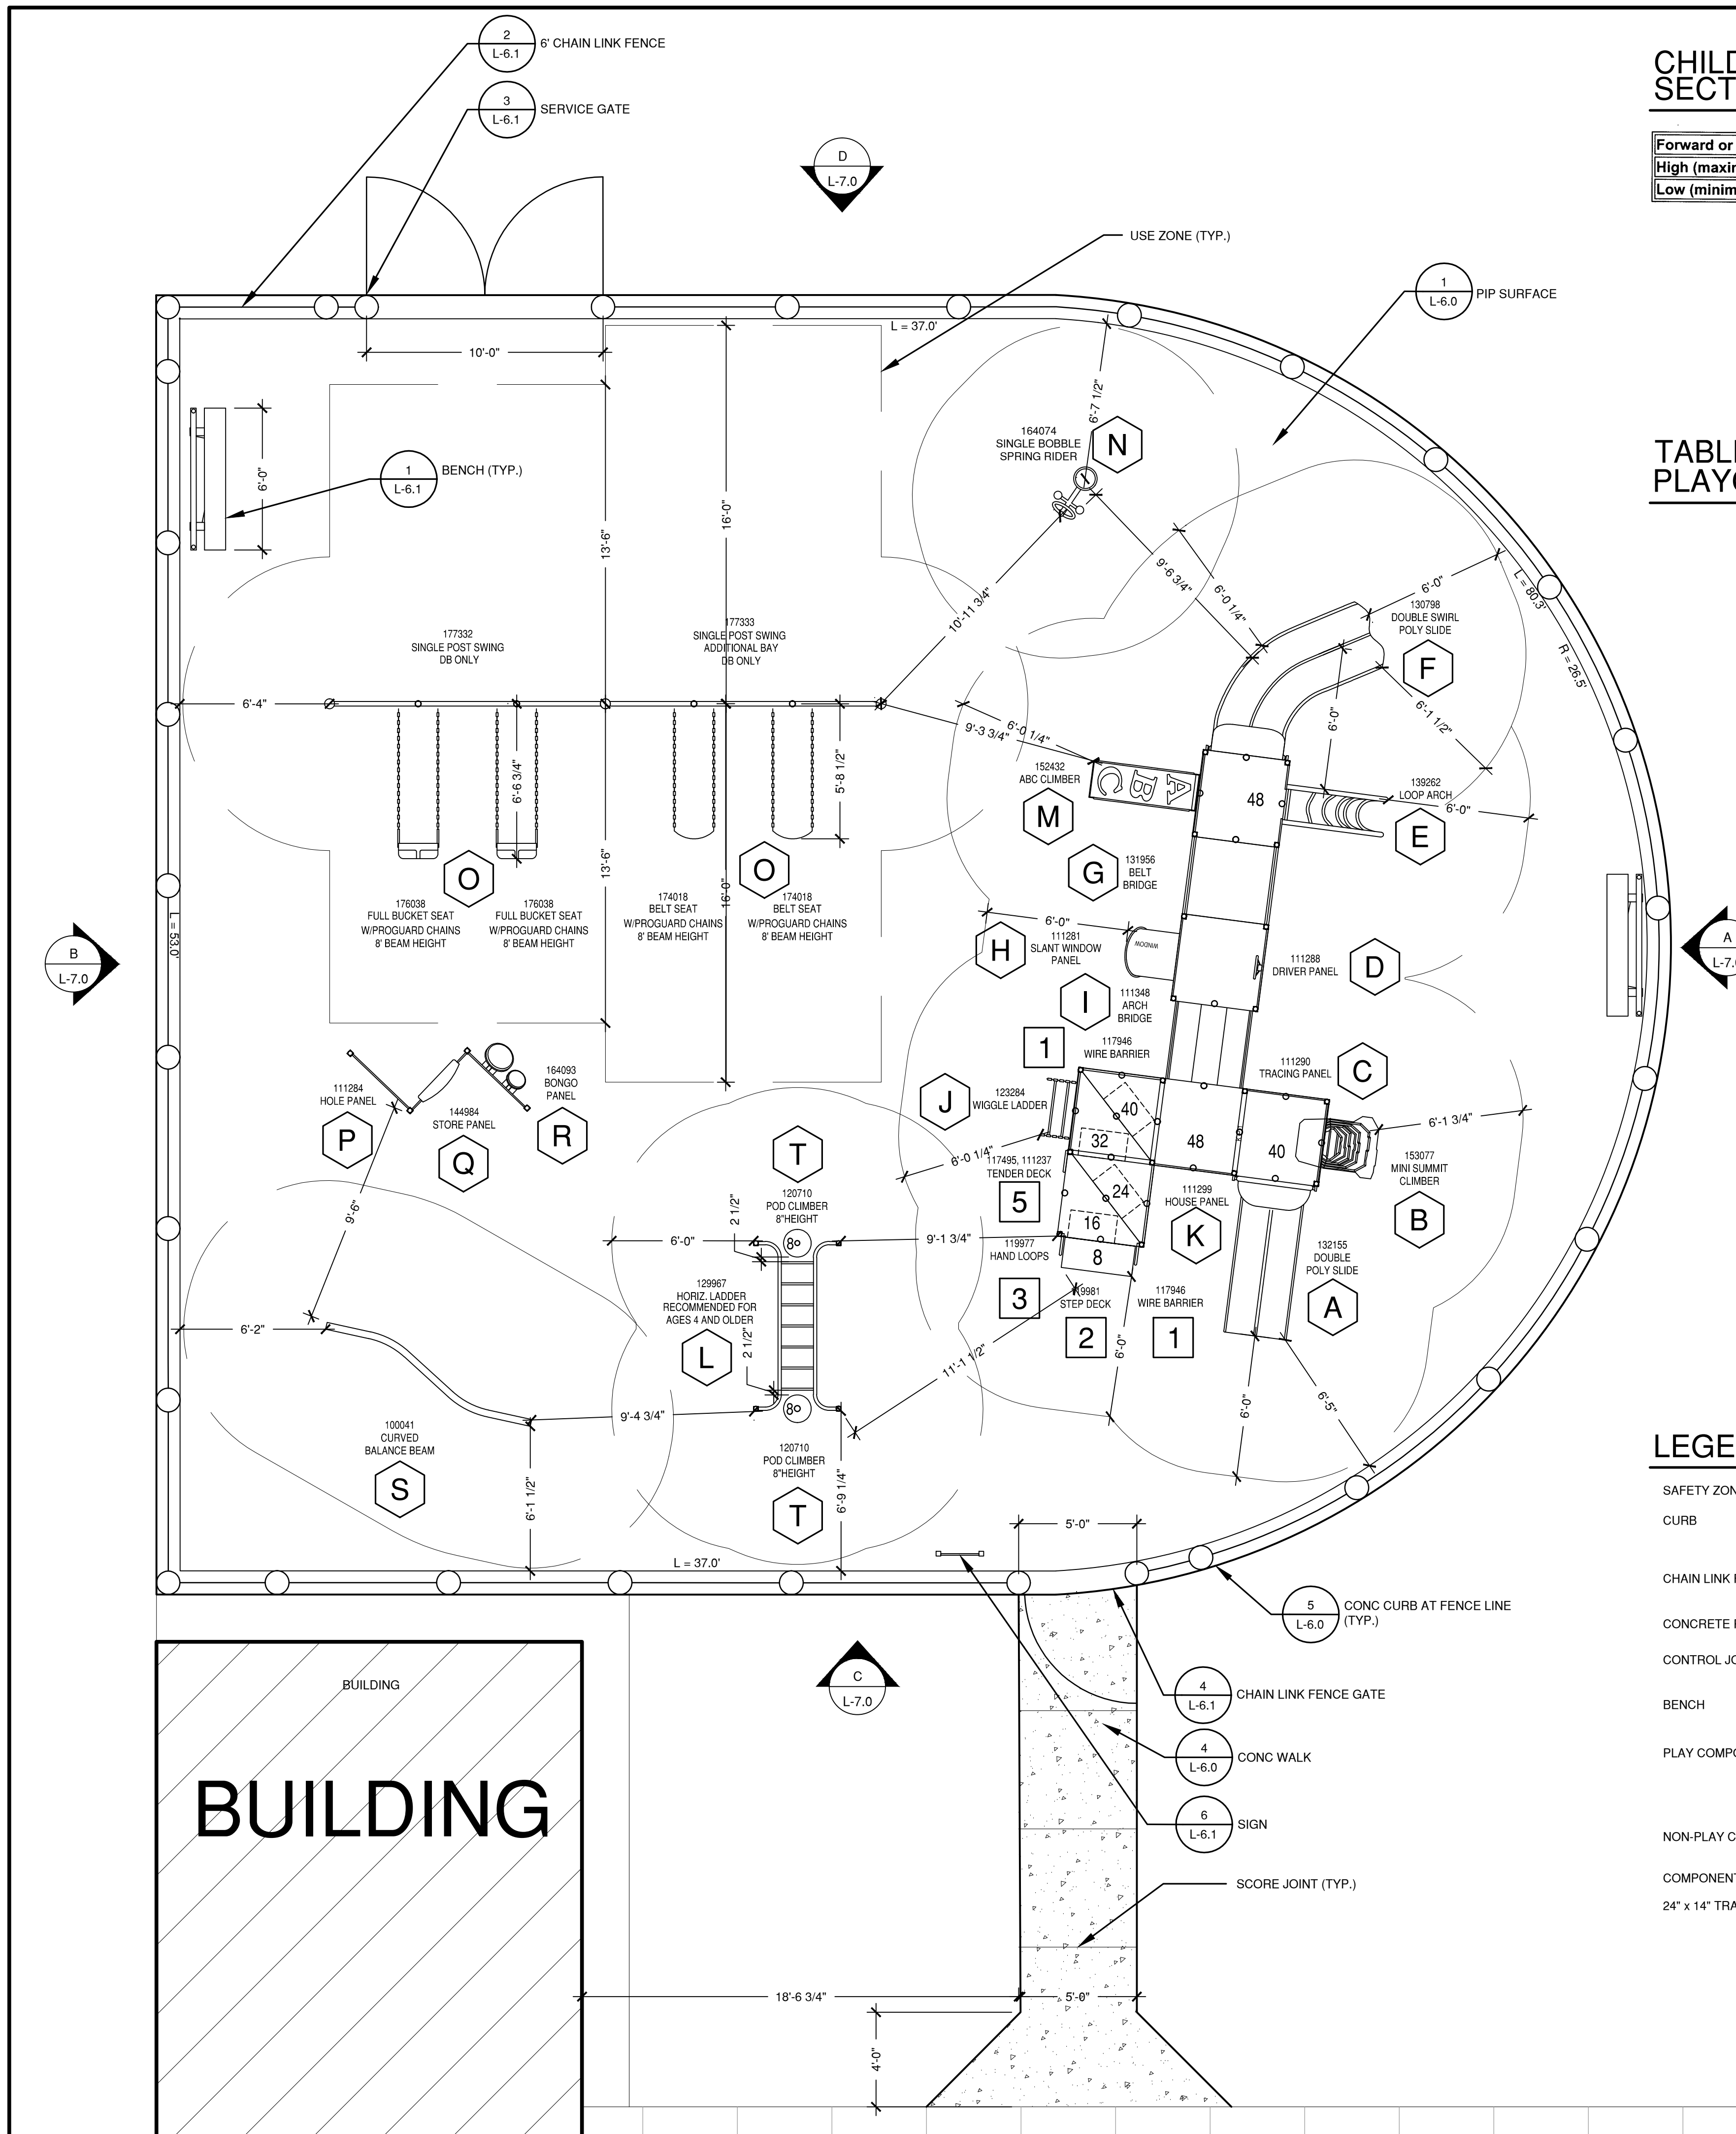 2
L-6.1
6' CHAIN LINK FENCE
3
L-6.1
SERVICE GATE
D
L-7.0
USE ZONE (TYP.)
1
L-6.0
PIP SURFACE
CHILD
SECT
Forward or
High (maxim
Low (minim
L = 37.0'
10'-0"
6'-7 1/2"
164074
SINGLE BOBBLE
SPRING RIDER
N
6'-0"
1
L-6.1
BENCH (TYP.)
TABL
PLAY
16'-0"
13'-6"
10'-11 3/4"
9'-6 3/4"
6'-0 1/4"
6'-0"
L = 80.3'
R = 26.5'
130798
DOUBLE SWIRL
POLY SLIDE
F
177332
SINGLE POST SWING
DB ONLY
177333
SINGLE POST SWING
ADDITIONAL BAY
DB ONLY
6'-4"
6'-6 3/4"
5'-8 1/2"
9'-3 3/4"
6'-0 1/4"
6'-0"
6'-1 1/2"
152432
ABC CLIMBER
M
A
B
C
48
139262
LOOP ARCH
6'-0"
E
O
O
13'-6"
16'-0"
G
131956
BELT
BRIDGE
176038
FULL BUCKET SEAT
W/PROGUARD CHAINS
8' BEAM HEIGHT
176038
FULL BUCKET SEAT
W/PROGUARD CHAINS
8' BEAM HEIGHT
174018
BELT SEAT
W/PROGUARD CHAINS
8' BEAM HEIGHT
174018
BELT SEAT
W/PROGUARD CHAINS
8' BEAM HEIGHT
6'-0"
H
111281
SLANT WINDOW
PANEL
WINDOW
111288
DRIVER PANEL
D
L = 53.0'
B
L-7.0
A
L-7.
I
111348
ARCH
BRIDGE
1
117946
WIRE BARRIER
111290
TRACING PANEL
C
111284
HOLE PANEL
P
144984
STORE PANEL
Q
164093
BONGO
PANEL
R
J
123284
WIGGLE LADDER
40
32
48
40
6'-1 3/4"
153077
MINI SUMMIT
CLIMBER
B
T
120710
POD CLIMBER
8"HEIGHT
6'-0 1/4"
117495, 111237
TENDER DECK
5
24
16
8
111299
HOUSE PANEL
K
9'-6"
6'-0"
2 1/2"
8
9'-1 3/4"
119977
HAND LOOPS
3
132155
DOUBLE
POLY SLIDE
A
129967
HORIZ. LADDER
RECOMMENDED FOR
AGES 4 AND OLDER
L
2 1/2"
STEP DECK
2
117946
WIRE BARRIER
1
6'-2"
11'-1 1/2"
6'-0"
6'-0"
6'-5"
9'-4 3/4"
8
100041
CURVED
BALANCE BEAM
S
120710
POD CLIMBER
8"HEIGHT
T
6'-1 1/2"
6'-9 1/4"
5'-0"
L = 37.0'
LEGE
SAFETY ZON
CURB
CHAIN LINK
CONCRETE
CONTROL JO
BENCH
PLAY COMPO
NON-PLAY C
COMPONENT
24" x 14" TRA
5
L-6.0
CONC CURB AT FENCE LINE
(TYP.)
C
L-7.0
4
L-6.1
CHAIN LINK FENCE GATE
4
L-6.0
CONC WALK
6
L-6.1
SIGN
SCORE JOINT (TYP.)
BUILDING
BUILDING
18'-6 3/4"
5'-0"
4'-0"